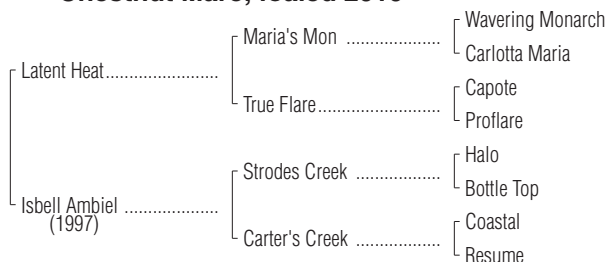 Chestnut Mare; foaled
Wavering Monarch
Maria's Mon ....................
Carlotta Maria
Latent Heat........................
Capote
True Flare..........................
Proflare
Halo
Strodes Creek ..................
Bottle Top
Isbell Ambiel ....................
(1997)
Coastal
Carter's Creek ..................
Resume